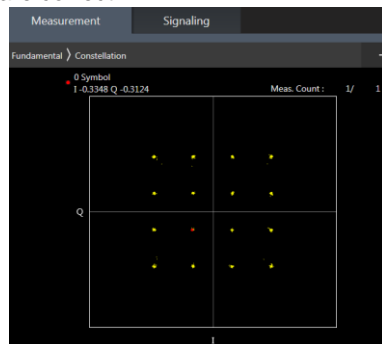 Measurement Signaling
Fundamental 〉 Constellation
0 Symbol
I -0.3348 Q -0.3124 Meas. Count : 1/ 1
Q
I